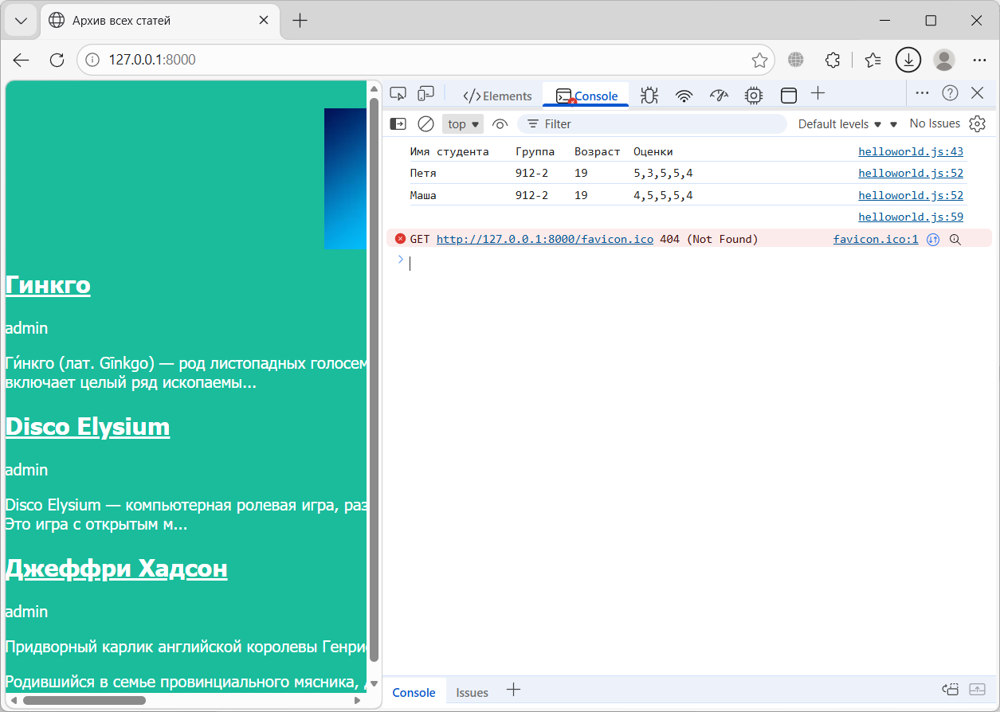 Архив всех статей
127.0.0.1:8000
Elements
Console
top
Filter
Default levels
No Issues
Имя студента Группа Возраст Оценки helloworld.js:43
Петя 912-2 19 5,3,5,5,4 helloworld.js:52
Маша 912-2 19 4,5,5,5,4 helloworld.js:52
helloworld.js:59
GET http://127.0.0.1:8000/favicon.ico 404 (Not Found) favicon.ico:1
Гинкго
admin
Ги́нкго (лат. Gīnkgo) — род листопадных голосем
включает целый ряд ископаемы...
Disco Elysium
admin
Disco Elysium — компьютерная ролевая игра, раз
Это игра с открытым м...
Джеффри Хадсон
admin
Придворный карлик английской королевы Генри
Родившийся в семье провинциального мясника,
Console
Issues